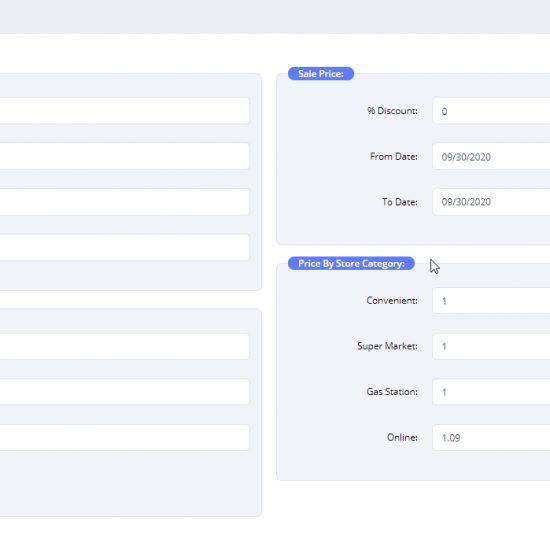 Sale Price:
% Discount: 0
From Date: 09/30/2020
To Date: 09/30/2020
Price By Store Category:
Convenient: 1
Super Market: 1
Gas Station: 1
Online: 1.09